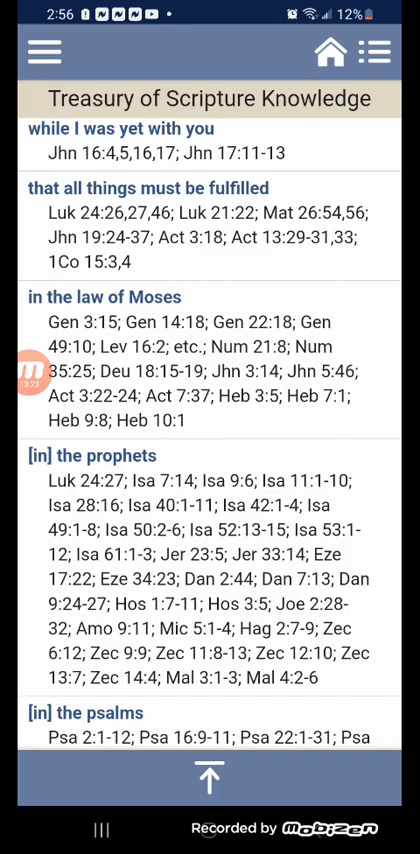 2:56
12%
Treasury of Scripture Knowledge
while I was yet with you
Jhn 16:4,5,16,17; Jhn 17:11-13
that all things must be fulfilled
Luk 24:26,27,46; Luk 21:22; Mat 26:54,56;
Jhn 19:24-37; Act 3:18; Act 13:29-31,33;
1Co 15:3,4
in the law of Moses
Gen 3:15; Gen 14:18; Gen 22:18; Gen
49:10; Lev 16:2; etc.; Num 21:8; Num
35:25; Deu 18:15-19; Jhn 3:14; Jhn 5:46;
13:23
Act 3:22-24; Act 7:37; Heb 3:5; Heb 7:1;
Heb 9:8; Heb 10:1
[in] the prophets
Luk 24:27; Isa 7:14; Isa 9:6; Isa 11:1-10;
Isa 28:16; Isa 40:1-11; Isa 42:1-4; Isa
49:1-8; Isa 50:2-6; Isa 52:13-15; Isa 53:1-
12; Isa 61:1-3; Jer 23:5; Jer 33:14; Eze
17:22; Eze 34:23; Dan 2:44; Dan 7:13; Dan
9:24-27; Hos 1:7-11; Hos 3:5; Joe 2:28-
32; Amo 9:11; Mic 5:1-4; Hag 2:7-9; Zec
6:12; Zec 9:9; Zec 11:8-13; Zec 12:10; Zec
13:7; Zec 14:4; Mal 3:1-3; Mal 4:2-6
[in] the psalms
Psa 2:1-12; Psa 16:9-11; Psa 22:1-31; Psa
Recorded by mobizen